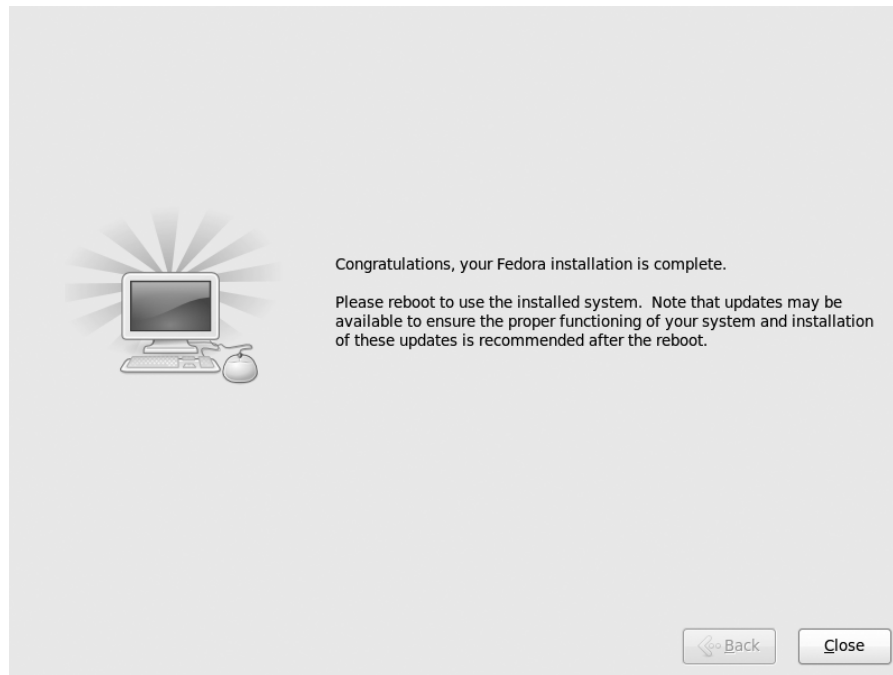 Congratulations, your Fedora installation is complete.
Please reboot to use the installed system. Note that updates may be
available to ensure the proper functioning of your system and installation
of these updates is recommended after the reboot.
Back
Close